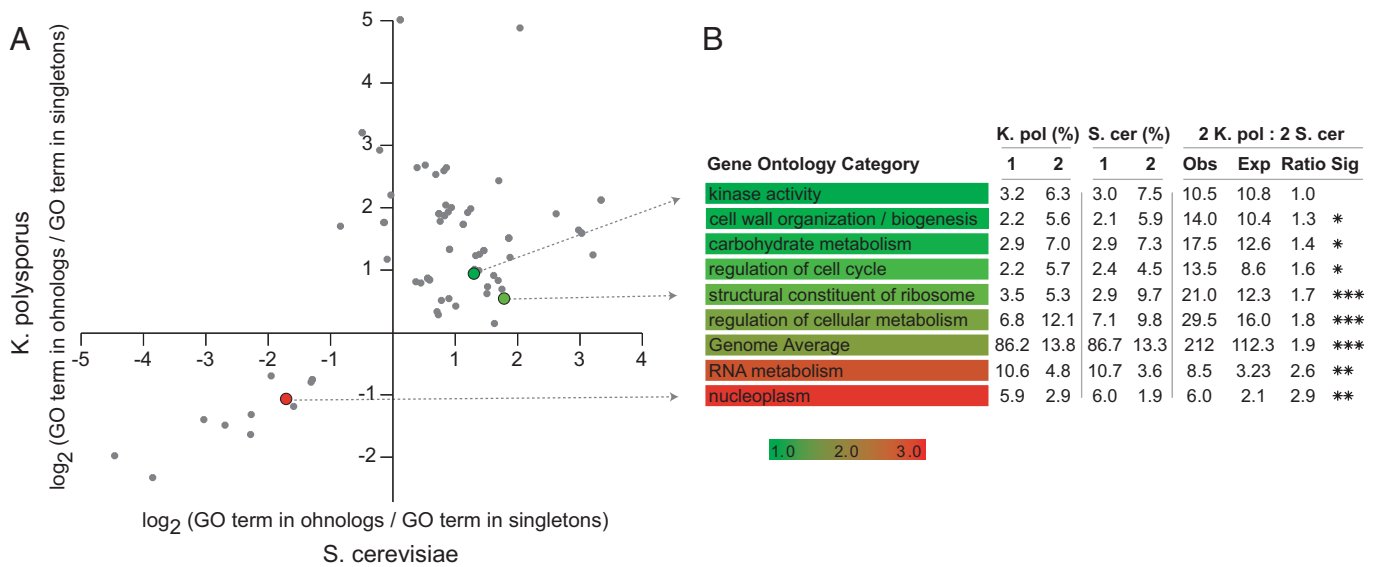 A
K. polysporus
log2 (GO term in ohnologs / GO term in singletons)
5
4
3
2
1
-1
-2
-5 -4 -3 -2 -1 1 2 3 4
log2 (GO term in ohnologs / GO term in singletons)
S. cerevisiae
B
K. pol (%) S. cer (%) 2 K. pol : 2 S. cer
Gene Ontology Category 1 2 1 2 Obs Exp Ratio Sig
kinase activity 3.2 6.3 3.0 7.5 10.5 10.8 1.0
cell wall organization / biogenesis 2.2 5.6 2.1 5.9 14.0 10.4 1.3 *
carbohydrate metabolism 2.9 7.0 2.9 7.3 17.5 12.6 1.4 *
regulation of cell cycle 2.2 5.7 2.4 4.5 13.5 8.6 1.6 *
structural constituent of ribosome 3.5 5.3 2.9 9.7 21.0 12.3 1.7 ***
regulation of cellular metabolism 6.8 12.1 7.1 9.8 29.5 16.0 1.8 ***
Genome Average 86.2 13.8 86.7 13.3 212 112.3 1.9 ***
RNA metabolism 10.6 4.8 10.7 3.6 8.5 3.23 2.6 **
nucleoplasm 5.9 2.9 6.0 1.9 6.0 2.1 2.9 **
1.0 2.0 3.0